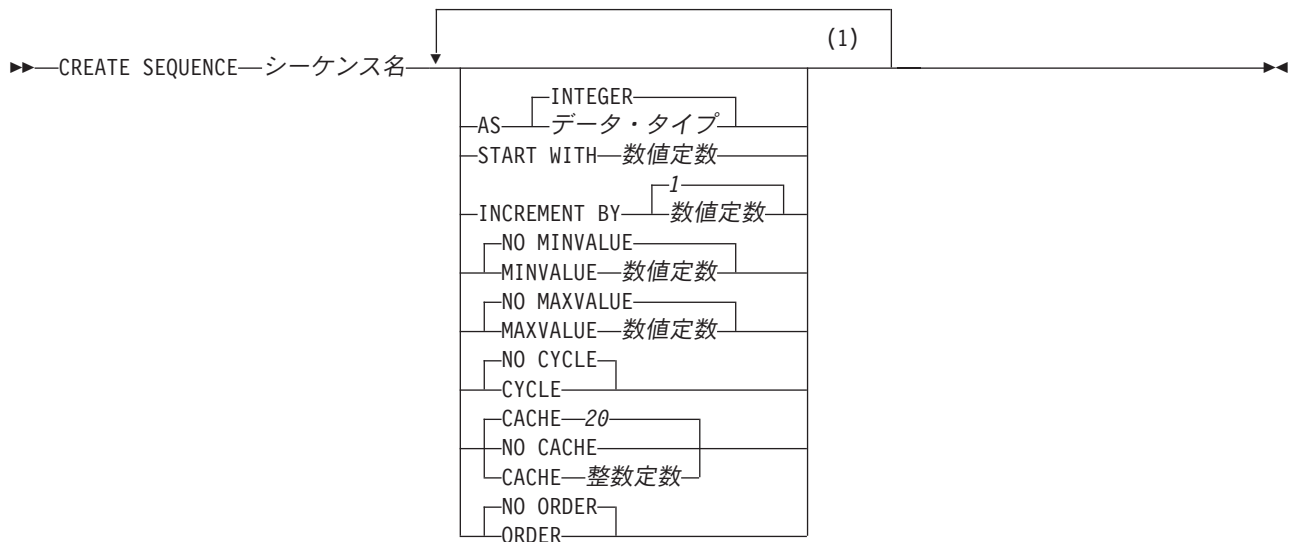 (1)
CREATE SEQUENCE シーケンス名
INTEGER
AS データ・タイプ
START WITH 数値定数
1
INCREMENT BY 数値定数
NO MINVALUE
MINVALUE 数値定数
NO MAXVALUE
MAXVALUE 数値定数
NO CYCLE
CYCLE
CACHE 20
NO CACHE
CACHE 整数定数
NO ORDER
ORDER